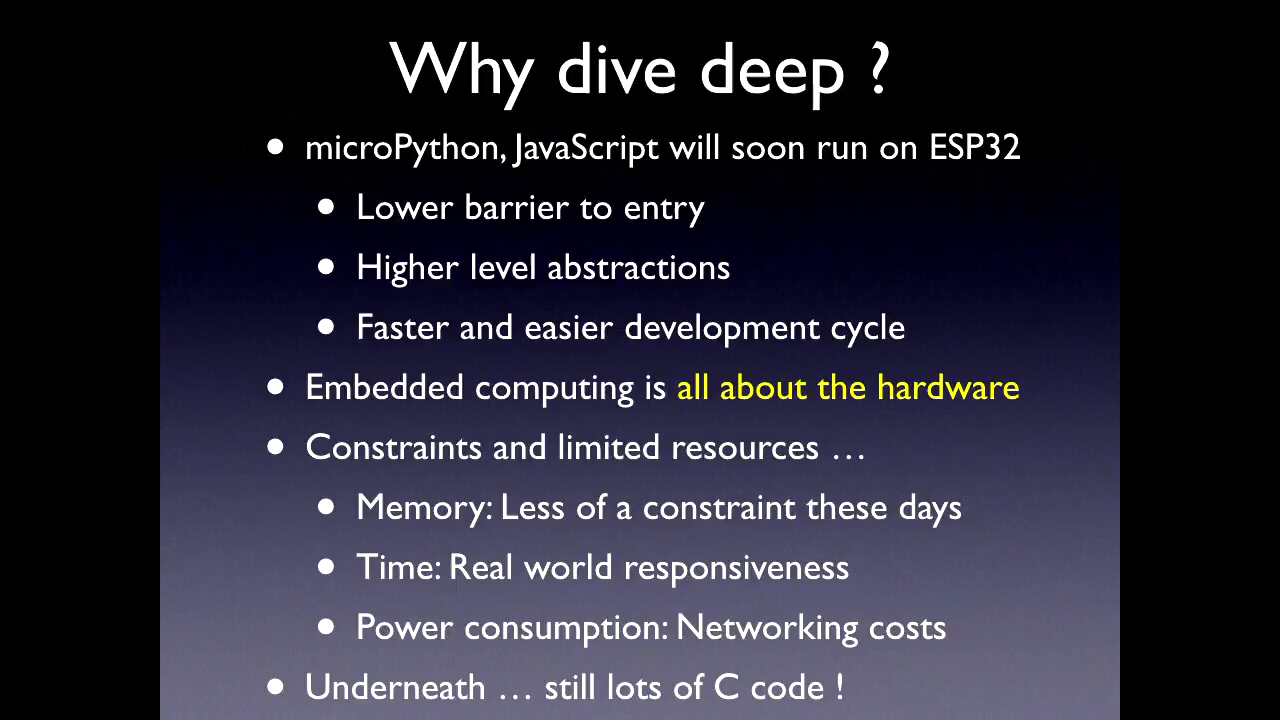 Why dive deep ?
• microPython, JavaScript will soon run on ESP32
• Lower barrier to entry
• Higher level abstractions
• Faster and easier development cycle
• Embedded computing is all about the hardware
• Constraints and limited resources …
• Memory: Less of a constraint these days
• Time: Real world responsiveness
• Power consumption: Networking costs
• Underneath … still lots of C code !